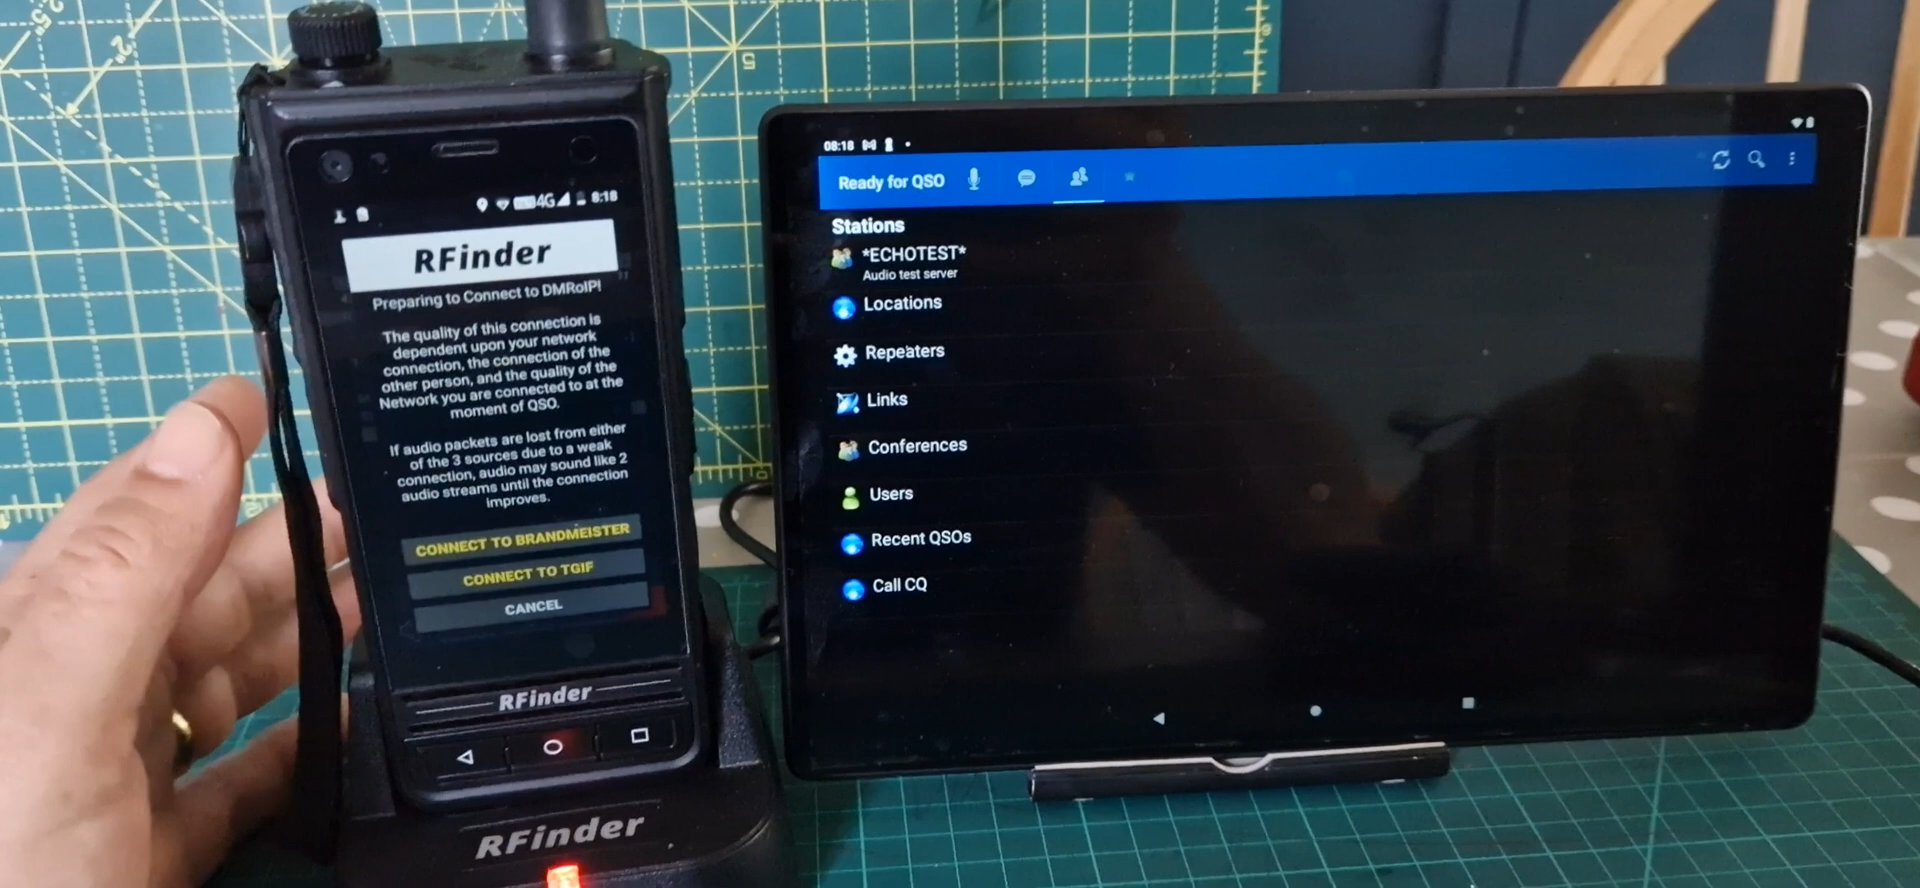 4G 8:18
RFinder
Preparing to Connect to DMRoIP!
The quality of this connection is
dependent upon your network
connection, the connection of the
other person, and the quality of the
Network you are connected to at the
moment of QSO.
If audio packets are lost from either
of the 3 sources due to a weak
connection, audio may sound like 2
audio streams until the connection
improves.
CONNECT TO BRANDMEISTER
CONNECT TO TGIF
CANCEL
RFinder
RFinder
08:18
Ready for QSO
Stations
*ECHOTEST*
Audio test server
Locations
Repeaters
Links
Conferences
Users
Recent QSOs
Call CQ